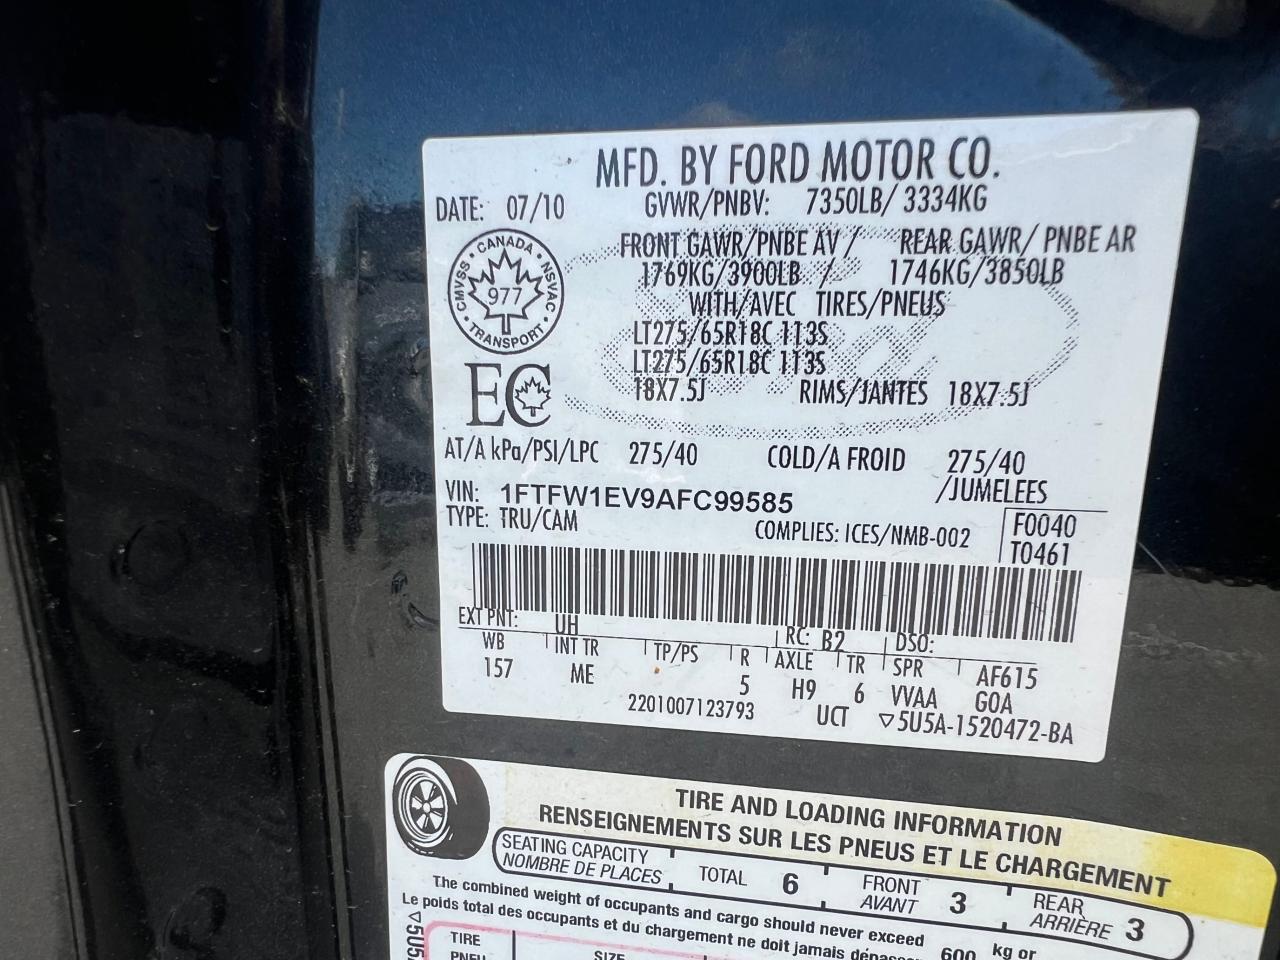 MFD. BY FORD MOTOR CO.
DATE: 07/10 GVWR/PNBV: 7350LB/ 3334KG
FRONT GAWR/PNBE AV / REAR GAWR/ PNBE AR
1769KG/3900LB / 1746KG/3850LB
WITH/AVEC TIRES/PNEUS
LT275/65R18C 113S
LT275/65R18C 113S
18X7.5J RIMS/JANTES 18X7.5J
CANADA
CMVSS NSVAC
977
TRANSPORT
EC
AT/A kPa/PSI/LPC 275/40 COLD/A FROID 275/40
/JUMELEES
VIN: 1FTFW1EV9AFC99585
TYPE: TRU/CAM COMPLIES: ICES/NMB-002
F0040
T0461
EXT PNT: UH RC: B2 DSO:
WB INT TR TP/PS R AXLE TR SPR AF615
157 ME 5 H9 6 VVAA GOA
2201007123793 UCT ▽5U5A-1520472-BA
TIRE AND LOADING INFORMATION
RENSEIGNEMENTS SUR LES PNEUS ET LE CHARGEMENT
SEATING CAPACITY TOTAL 6 FRONT 3 REAR 3
NOMBRE DE PLACES AVANT ARRIÈRE
The combined weight of occupants and cargo should never exceed 600 kg or
Le poids total des occupants et du chargement ne doit jamais
▽5U5
TIRE SIZE
PNEU